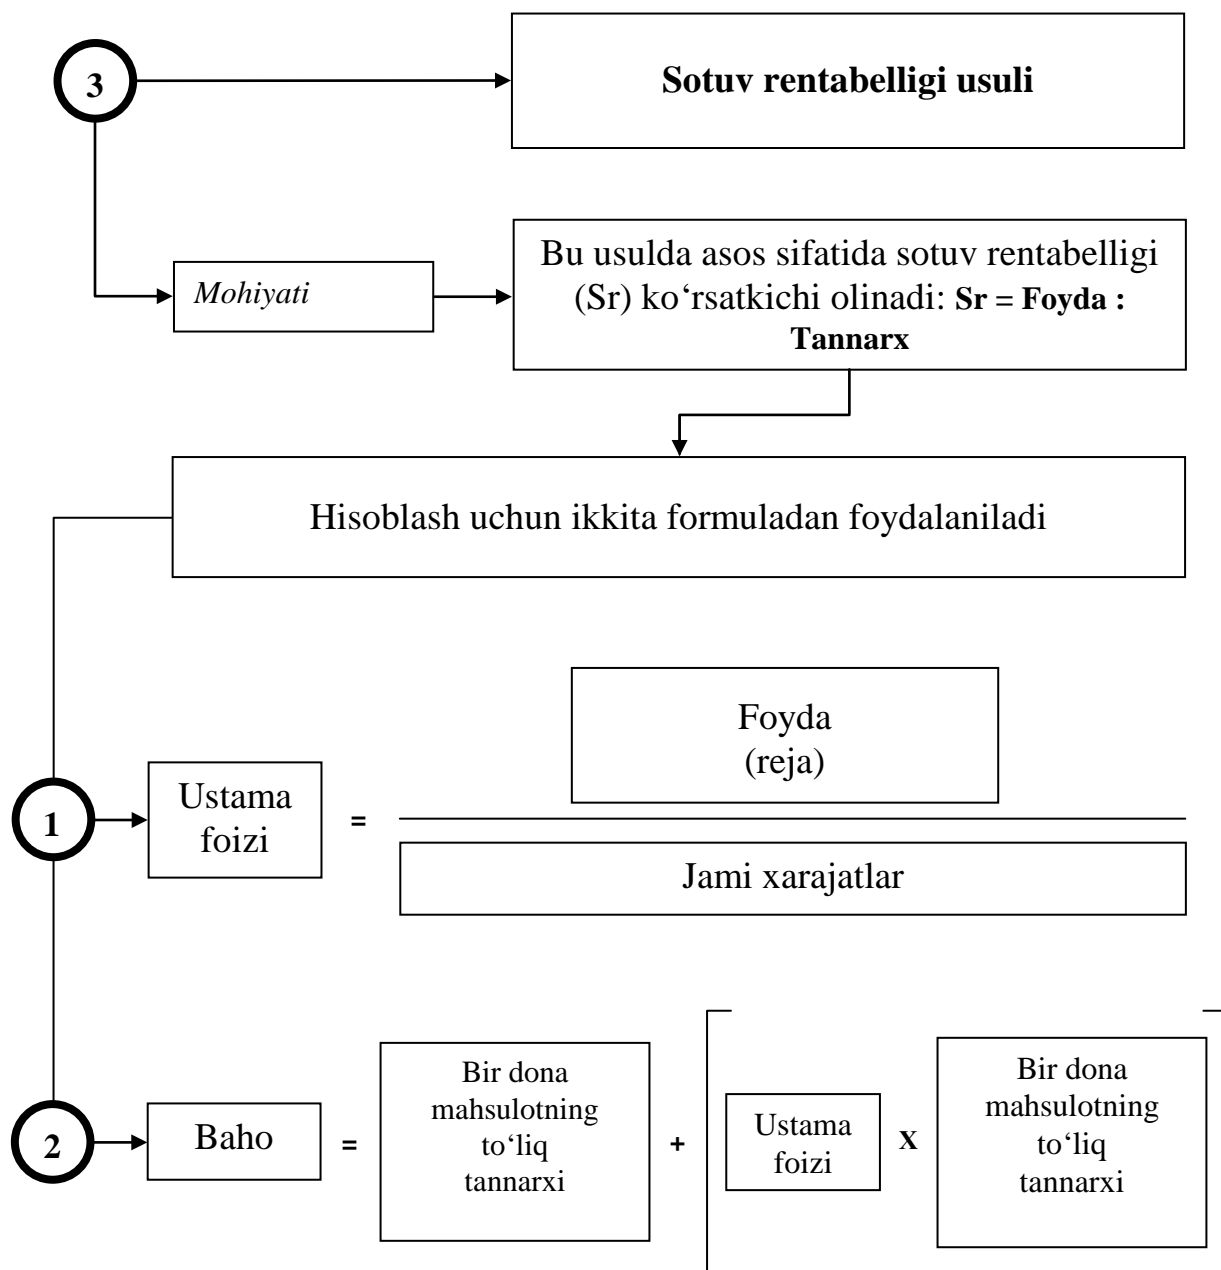 3
Sotuv rentabelligi usuli
Mohiyati
Bu usulda asos sifatida sotuv rentabelligi
(Sr) ko‘rsatkichi olinadi: Sr = Foyda :
Tannarx
Hisoblash uchun ikkita formuladan foydalaniladi
1
Ustama
foizi
=
Foyda
(reja)
Jami xarajatlar
2
Baho
=
Bir dona
mahsulotning
to‘liq
tannarxi
+
Ustama
foizi
X
Bir dona
mahsulotning
to‘liq
tannarxi